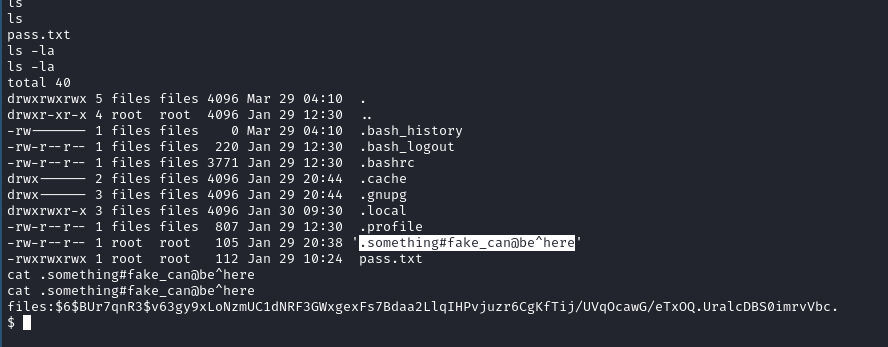 ls
ls
pass.txt
ls -la
ls -la
total 40
drwxrwxrwx 5 files files 4096 Mar 29 04:10 .
drwxr-xr-x 4 root  root  4096 Jan 29 12:30 ..
-rw------- 1 files files    0 Mar 29 04:10 .bash_history
-rw-r--r-- 1 files files  220 Jan 29 12:30 .bash_logout
-rw-r--r-- 1 files files 3771 Jan 29 12:30 .bashrc
drwx------ 2 files files 4096 Jan 29 20:44 .cache
drwx------ 3 files files 4096 Jan 29 20:44 .gnupg
drwxrwxr-x 3 files files 4096 Jan 30 09:30 .local
-rw-r--r-- 1 files files  807 Jan 29 12:30 .profile
-rw-r--r-- 1 root  root   105 Jan 29 20:38 '.something#fake_can@be^here'
-rwxrwxrwx 1 root  root   112 Jan 29 10:24 pass.txt
cat .something#fake_can@be^here
cat .something#fake_can@be^here
files:$6$BUr7qnR3$v63gy9xLoNzmUC1dNRF3GWxgexFs7Bdaa2LlqIHPvjuzr6CgKfTij/UVqOcawG/eTxOQ.UralcDBS0imrvVbc.
$